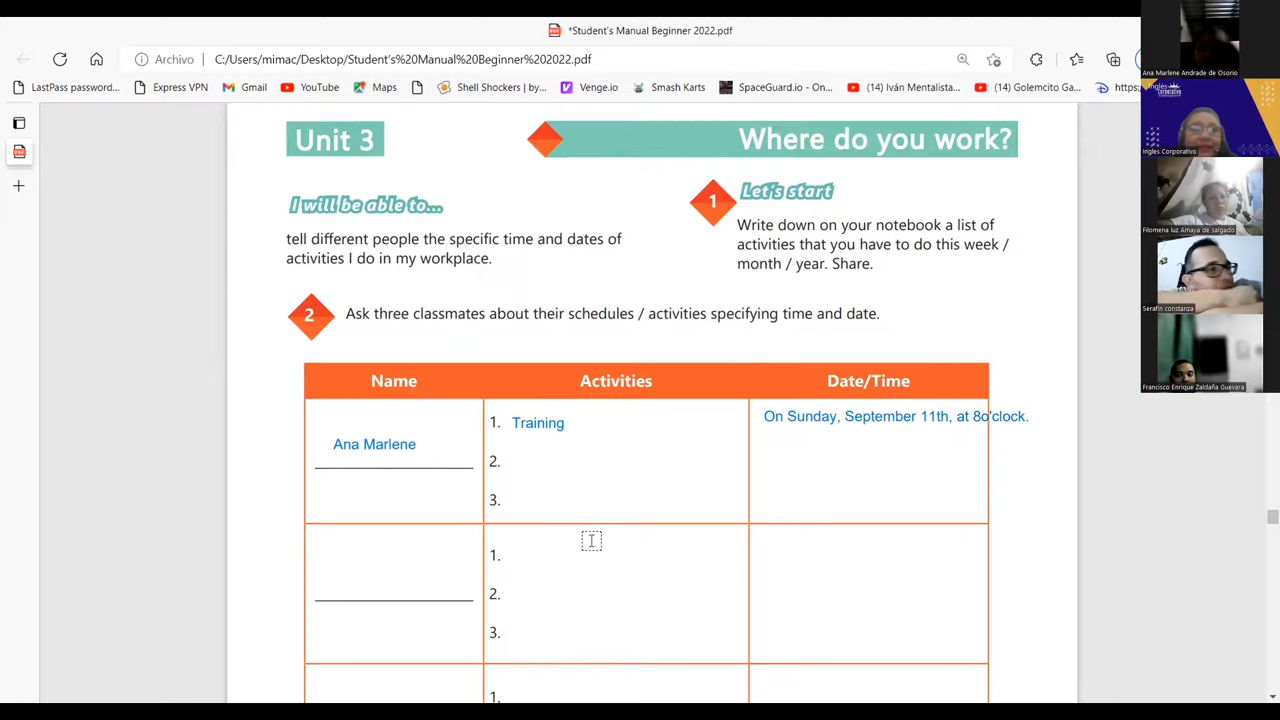 *Student's Manual Beginner 2022.pdf
Archivo C:/Users/mimac/Desktop/Student's%20Manual%20Beginner%202022.pdf
LastPass password... Express VPN Gmail YouTube Maps Shell Shockers | by... Venge.io Smash Karts SpaceGuard.io - On... (14) Iván Mentalista... (14) Golemcito Ga... https:
Unit 3
Where do you work?
I will be able to...
tell different people the specific time and dates of
activities I do in my workplace.
1
Let's start
Write down on your notebook a list of
activities that you have to do this week /
month / year. Share.
2 Ask three classmates about their schedules / activities specifying time and date.
Name Activities Date/Time
Ana Marlene
1. Training
2.
3.
On Sunday, September 11th, at 8o'clock.
1.
2.
3.
1.
Ana Marlene Andrade de Osorio
Ingles Corporativo
Filomena luz Amaya de salgado
Serafin constanza
Francisco Enrique Zaldaña Guevara